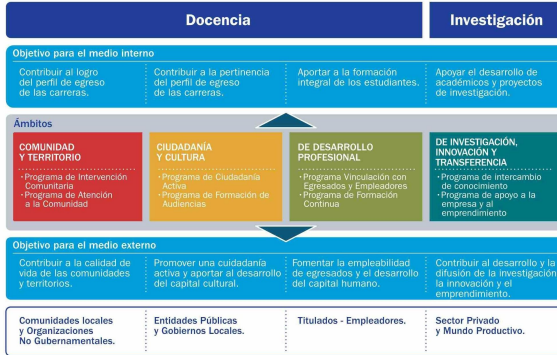 Docencia
Investigación
Objetivo para el medio interno
Contribuir al logro
del perfil de egreso
de las carreras.
Contribuir a la pertinencia
del perfil de egreso
de las carreras.
Aportar a la formación
integral de los estudiantes.
Apoyar el desarrollo de
académicos y proyectos
de investigación.
Ámbitos
COMUNIDAD
Y TERRITORIO
•Programa de Intervención
Comunitaria
•Programa de Atención
a la Comunidad
CIUDADANÍA
Y CULTURA
•Programa de Ciudadanía
Activa
•Programa de Formación de
Audiencias
DE DESARROLLO
PROFESIONAL
•Programa Vinculación con
Egresados y Empleadores
•Programa de Formación
Continua
DE INVESTIGACIÓN,
INNOVACIÓN Y
TRANSFERENCIA
•Programa de intercambio
de conocimiento
•Programa de apoyo a la
empresa y al
emprendimiento
Objetivo para el medio externo
Contribuir a la calidad de
vida de las comunidades
y territorios.
Promover una cuidadanía
activa y aportar al desarrollo
del capital cultural.
Fomentar la empleabilidad
de egresados y el desarrollo
del capital humano.
Contribuir al desarrollo y la
difusión de la investigación
la innovación y el
emprendimiento.
Comunidades locales
y Organizaciones
No Gubernamentales.
Entidades Públicas
y Gobiernos Locales.
Titulados - Empleadores.
Sector Privado
y Mundo Productivo.